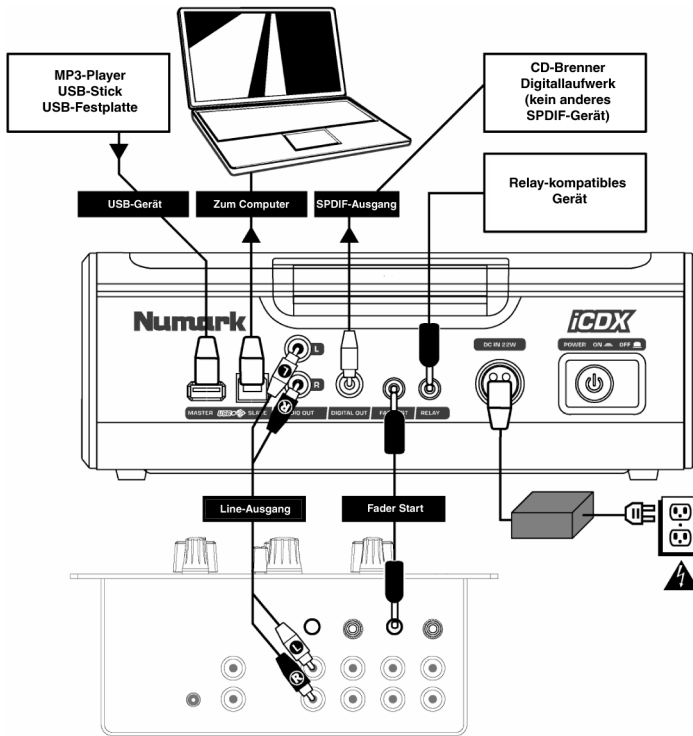 MP3-Player
USB-Stick
USB-Festplatte
CD-Brenner
Digitallaufwerk
(kein anderes
SPDIF-Gerät)
Relay-kompatibles
Gerät
USB-Gerät
Zum Computer
SPDIF-Ausgang
Numark
iCDX
L
R
DC IN 22W
POWER ON OFF
L
R
MASTER USB SLAVE
OUT
DIGITAL OUT
RELAY
Line-Ausgang
Fader Start
L
R